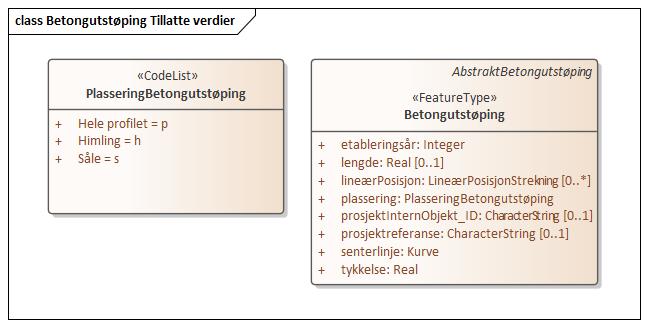 class Betongutstøping Tillatte verdier
«CodeList»
PlasseringBetongutstøping
+ Hele profilet = p
+ Himling = h
+ Såle = s
AbstraktBetongutstøping
«FeatureType»
Betongutstøping
+ etableringsår: Integer
+ lengde: Real [0..1]
+ lineærPosisjon: LineærPosisjonStrekning [0..*]
+ plassering: PlasseringBetongutstøping
+ prosjektInternObjekt_ID: CharacterString [0..1]
+ prosjektreferanse: CharacterString [0..1]
+ senterlinje: Kurve
+ tykkelse: Real